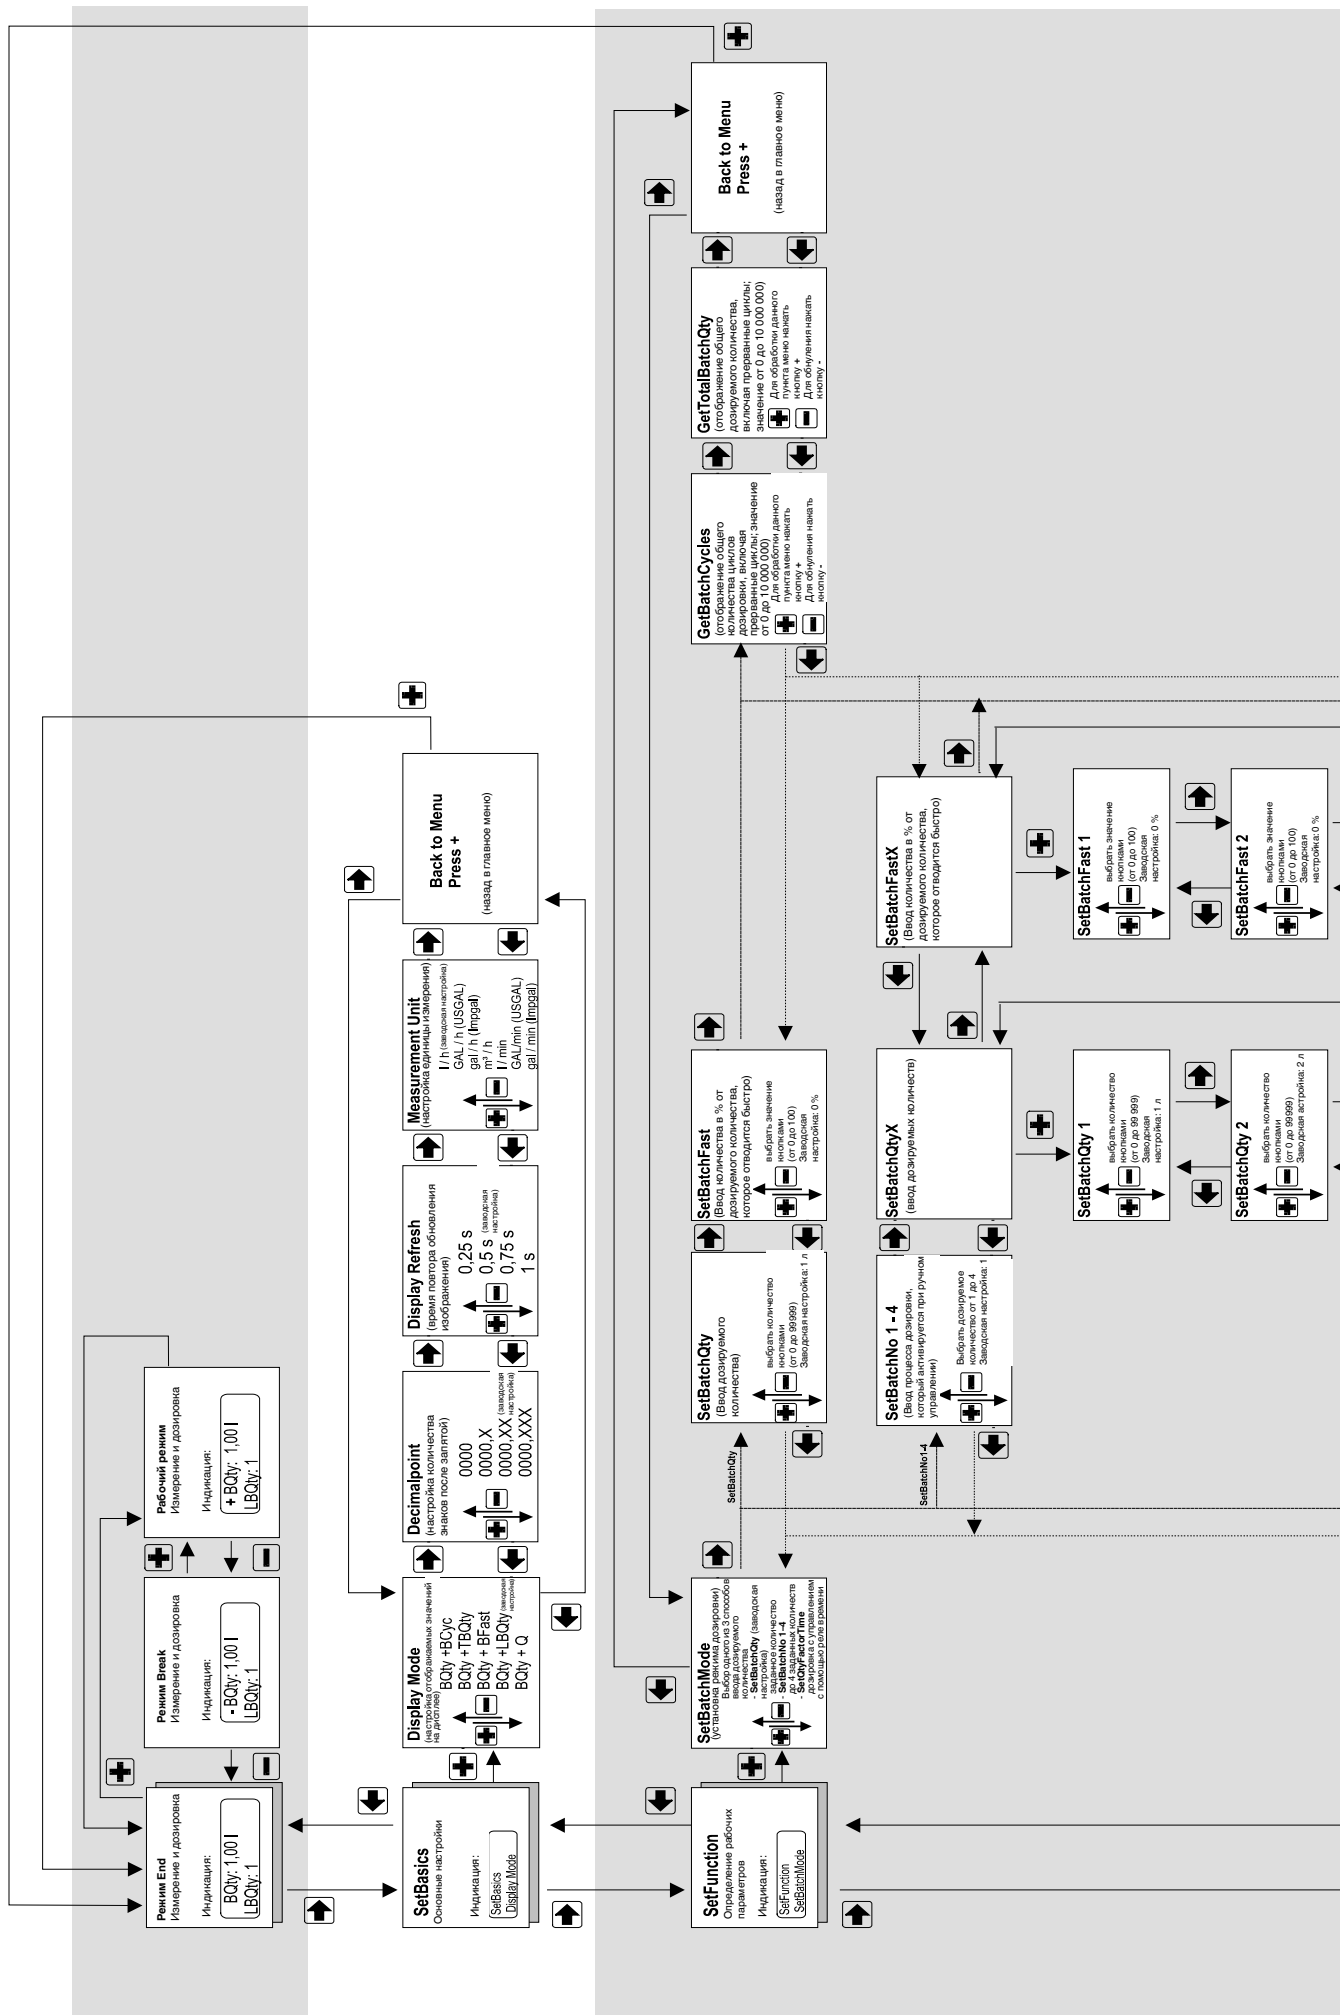 Режим End
Измерение и дозировка
Индикация:
BQty: 1,00 l
LBQty: 1
Режим Break
Измерение и дозировка
Индикация:
- BQty: 1,00 l
LBQty: 1
Рабочий режим
Измерение и дозировка
Индикация:
+ BQty: 1,00 l
LBQty: 1
SetBasics
Основные настройки
Индикация:
SetBasics
Display Mode
Display Mode
(настройка отображаемых значений
на дисплее)
BQty +BCyc
BQty +TBQty
BQty + BFast
BQty +LBQty (заводская
настройка)
BQty + Q
Decimalpoint
(настройка количества
знаков после запятой)
0000
0000,X
0000,XX (заводская
настройка)
0000,XXX
Display Refresh
(время повтора обновления
изображения)
0,25 s
0,5 s (заводская
настройка)
0,75 s
1 s
Measurement Unit
(настройка единицы измерения)
l / h (заводская настройка)
GAL / h (USGAL)
gal / h (Impgal)
m³ / h
l / min
GAL/min (USGAL)
gal / min (Impgal)
Back to Menu
Press +
(назад в главное меню)
SetFunction
Определение рабочих
параметров
Индикация:
SetFunction
SetBatchMode
SetBatchMode
(установка режима дозировки)
Выбор одного из 3 способов
ввода дозируемого
количества
- SetBatchQty (заводская
настройка)
заданное количество
- SetBatchNo 1-4
до 4 заданных количеств
- SetQtyFactorTime
дозировка с управлением
с помощью реле времени
SetBatchQty
SetBatchQty
(Ввод дозируемого
количества)
выбрать количество
кнопками
(от 0 до 99999)
Заводская настройка: 1 л
SetBatchFast
(Ввод количества в % от
дозируемого количества,
которое отводится быстро)
выбрать значение
кнопками
(от 0 до 100)
Заводская
настройка: 0 %
GetBatchCycles
(отображение общего
количества циклов
дозировки, включая
прерванные циклы; значение
от 0 до 10 000 000)
Для обработки данного
пункта меню нажать
кнопку +
Для обнуления нажать
кнопку -
GetTotalBatchQty
(отображение общего
дозируемого количества,
включая прерванные циклы;
значение от 0 до 10 000 000)
Для обработки данного
пункта меню нажать
кнопку +
Для обнуления нажать
кнопку -
Back to Menu
Press +
(назад в главное меню)
SetBatchNo1-4
SetBatchNo 1 - 4
(Ввод процесса дозировки,
который активируется при ручном
управлении)
Выбрать дозируемое
количество от 1 до 4
Заводская настройка: 1
SetBatchQtyX
(ввод дозируемых количеств)
SetBatchFastX
(Ввод количества в % от
дозируемого количества,
которое отводится быстро)
SetBatchQty 1
выбрать количество
кнопками
(от 0 до 99 999)
Заводская
настройка: 1 л
SetBatchFast 1
выбрать значение
кнопками
(от 0 до 100)
Заводская
настройка: 0 %
SetBatchQty 2
выбрать количество
кнопками
(от 0 до 99999)
Заводская астройка: 2 л
SetBatchFast 2
выбрать значение
кнопками
(от 0 до 100)
Заводская
настройка: 0 %